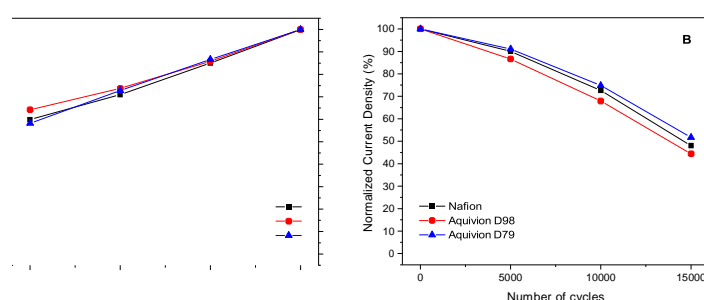 B
Normalized Current Density (%)
100
90
80
70
60
50
40
30
20
10
0
Nafion
Aquivion D98
Aquivion D79
0 5000 10000 15000
Number of cycles